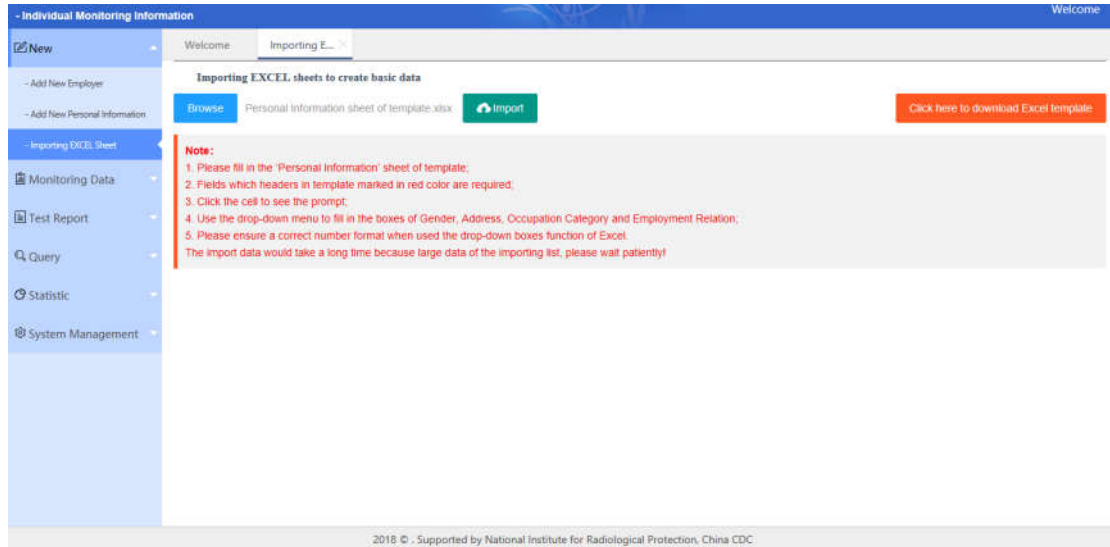 - Individual Monitoring Information
Welcome
New
- Add New Employer
- Add New Personal Information
- Importing EXCEL Sheet
Monitoring Data
Test Report
Query
Statistic
System Management
Welcome
Importing E...
Importing EXCEL sheets to create basic data
Browse
Personal Information sheet of template.xlsx
Import
Click here to download Excel template
Note:
1. Please fill in the 'Personal Information' sheet of template;
2. Fields which headers in template marked in red color are required;
3. Click the cell to see the prompt;
4. Use the drop-down menu to fill in the boxes of Gender, Address, Occupation Category and Employment Relation;
5. Please ensure a correct number format when used the drop-down boxes function of Excel.
The import data would take a long time because large data of the importing list, please wait patiently!
2018 © . Supported by National Institute for Radiological Protection, China CDC